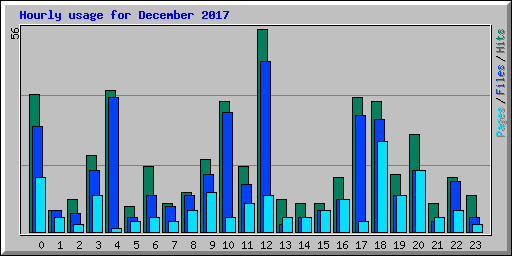 Hourly usage for December 2017
56
Pages / Files / Hits
0 1 2 3 4 5 6 7 8 9 10 11 12 13 14 15 16 17 18 19 20 21 22 23